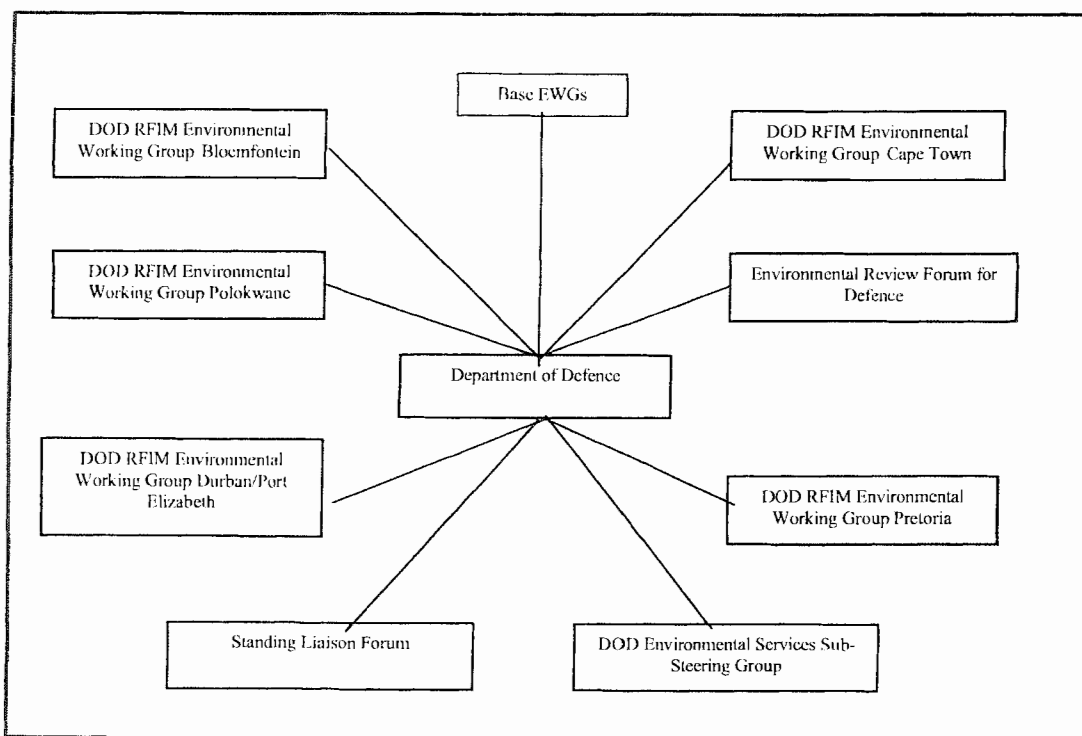 Base EWGs
DOD RFIM Environmental
Working Group Bloemfontein
DOD RFIM Environmental
Working Group Cape Town
DOD RFIM Environmental
Working Group Polokwane
Environmental Review Forum for
Defence
Department of Defence
DOD RFIM Environmental
Working Group Durban/Port
Elizabeth
DOD RFIM Environmental
Working Group Pretoria
Standing Liaison Forum
DOD Environmental Services Sub-
Steering Group